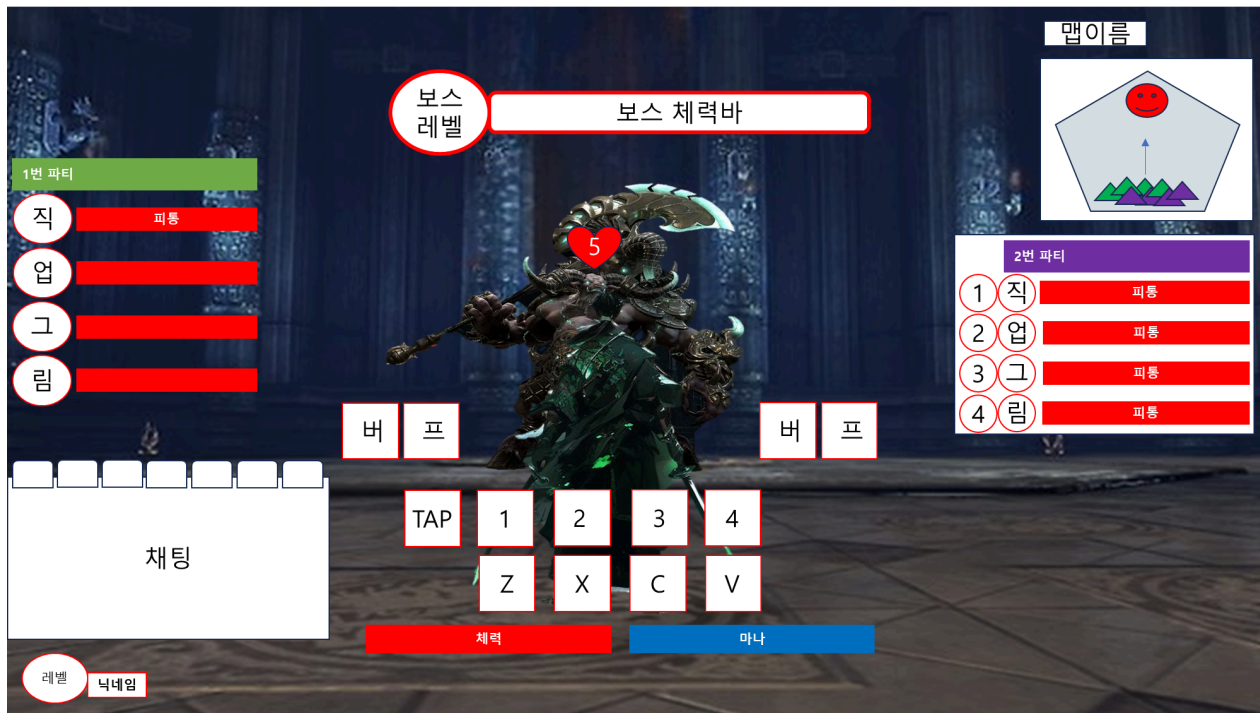 맵이름
보스
레벨
보스 체력바
1번 파티
직
피통
업
그
림
5
2번 파티
1 직 피통
2 업 피통
3 그 피통
4 림 피통
버 프
버 프
TAP 1 2 3 4
Z X C V
채팅
체력
마나
레벨
닉네임